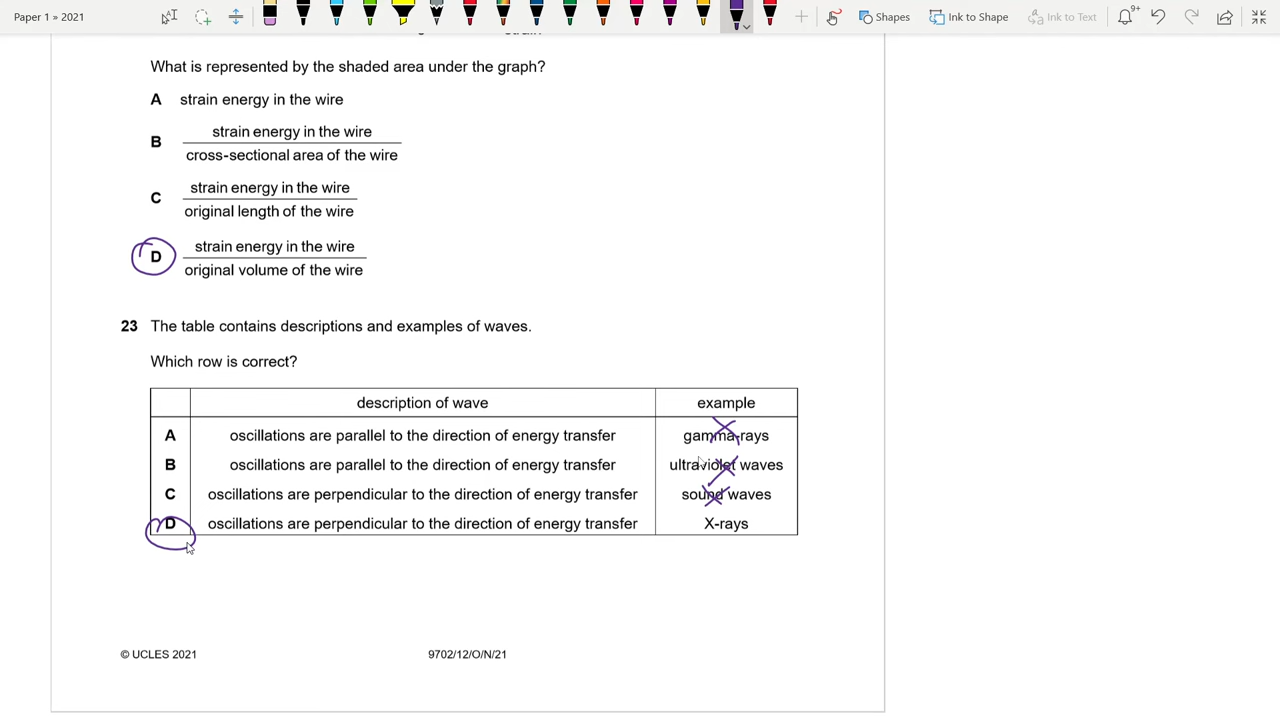 Paper 1 » 2021
Shapes
Ink to Shape
Ink to Text
9+
What is represented by the shaded area under the graph?
A strain energy in the wire
B strain energy in the wire
cross-sectional area of the wire
C strain energy in the wire
original length of the wire
D strain energy in the wire
original volume of the wire
23 The table contains descriptions and examples of waves.
Which row is correct?
description of wave example
A oscillations are parallel to the direction of energy transfer gamma-rays
B oscillations are parallel to the direction of energy transfer ultraviolet waves
C oscillations are perpendicular to the direction of energy transfer sound waves
D oscillations are perpendicular to the direction of energy transfer X-rays
© UCLES 2021 9702/12/O/N/21